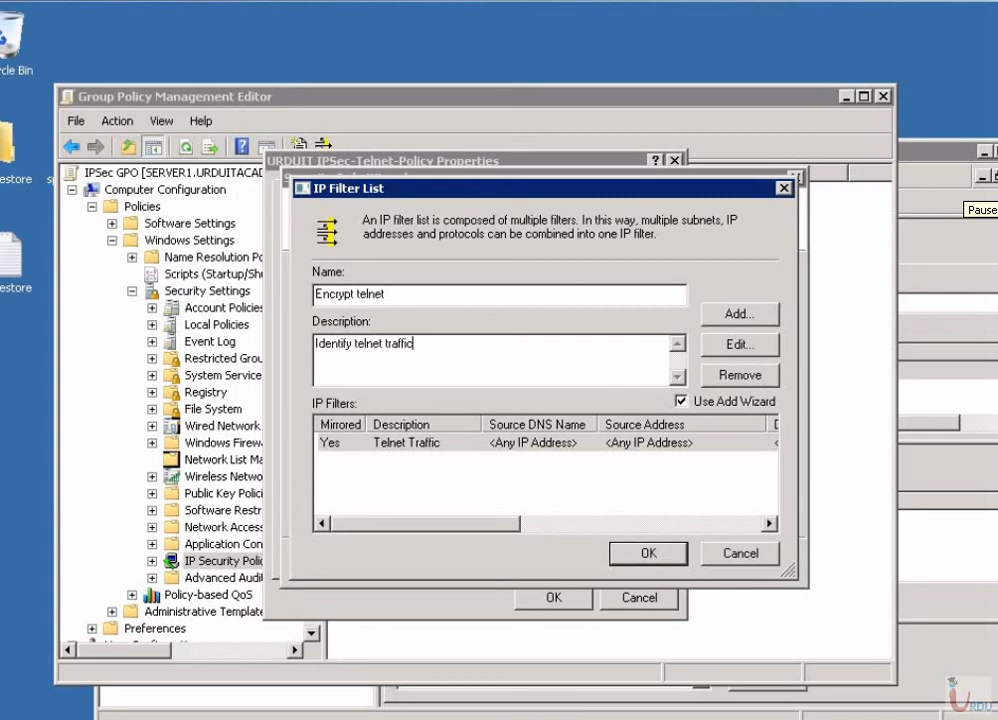 cle Bin
estore
sp
estore
Group Policy Management Editor
File Action View Help
URDUIT IPSec-Telnet-Policy Properties
IPSec GPO [SERVER1.URDUITACAD
Computer Configuration
Policies
Software Settings
Windows Settings
Name Resolution Po
Scripts (Startup/Shu
Security Settings
Account Policies
Local Policies
Event Log
Restricted Grou
System Service
Registry
File System
Wired Network
Windows Firew
Network List Ma
Wireless Netwo
Public Key Polici
Software Restr
Network Access
Application Con
IP Security Polic
Advanced Audit
Policy-based QoS
Administrative Template
Preferences
IP Filter List
An IP filter list is composed of multiple filters. In this way, multiple subnets, IP
addresses and protocols can be combined into one IP filter.
Name:
Encrypt telnet
Add...
Description:
Identify telnet traffic
Edit...
Remove
Use Add Wizard
IP Filters:
Mirrored Description Source DNS Name Source Address D
Yes Telnet Traffic <Any IP Address> <Any IP Address> <
OK Cancel
OK Cancel
Pause
URDU